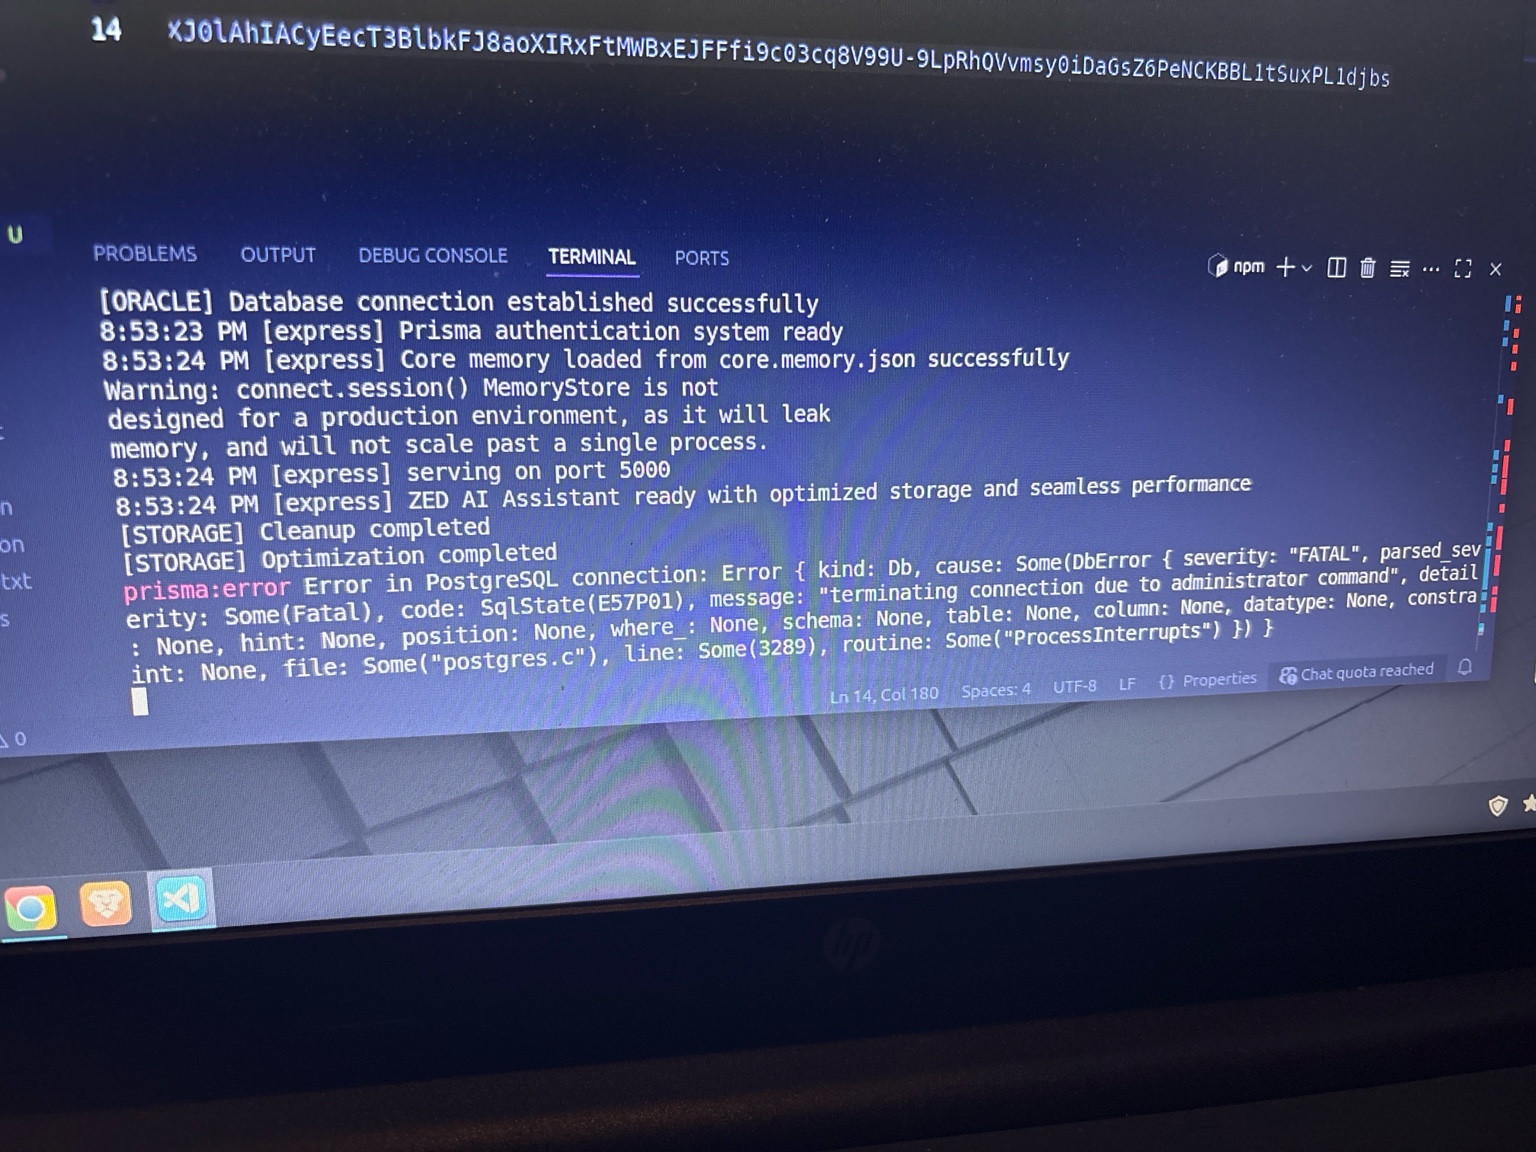 14 XJ0lAhIACyEecT3BlbkFJ8aoXIRxFtMWBxEJFFfi9c03cq8V99U-9LpRhQVvmsy0iDaGsZ6PeNCKBBL1tSuxPL1djbs
U
PROBLEMS OUTPUT DEBUG CONSOLE TERMINAL PORTS npm
[ORACLE] Database connection established successfully
8:53:23 PM [express] Prisma authentication system ready
8:53:24 PM [express] Core memory loaded from core.memory.json successfully
Warning: connect.session() MemoryStore is not
designed for a production environment, as it will leak
memory, and will not scale past a single process.
8:53:24 PM [express] serving on port 5000
8:53:24 PM [express] ZED AI Assistant ready with optimized storage and seamless performance
[STORAGE] Cleanup completed
[STORAGE] Optimization completed
prisma:error Error in PostgreSQL connection: Error { kind: Db, cause: Some(DbError { severity: "FATAL", parsed_sev
erity: Some(Fatal), code: SqlState(E57P01), message: "terminating connection due to administrator command", detail
: None, hint: None, position: None, where_: None, schema: None, table: None, column: None, datatype: None, constra
int: None, file: Some("postgres.c"), line: Some(3289), routine: Some("ProcessInterrupts") }) }
n
on
txt
s
0
Ln 14, Col 180 Spaces: 4 UTF-8 LF {} Properties Chat quota reached
hp